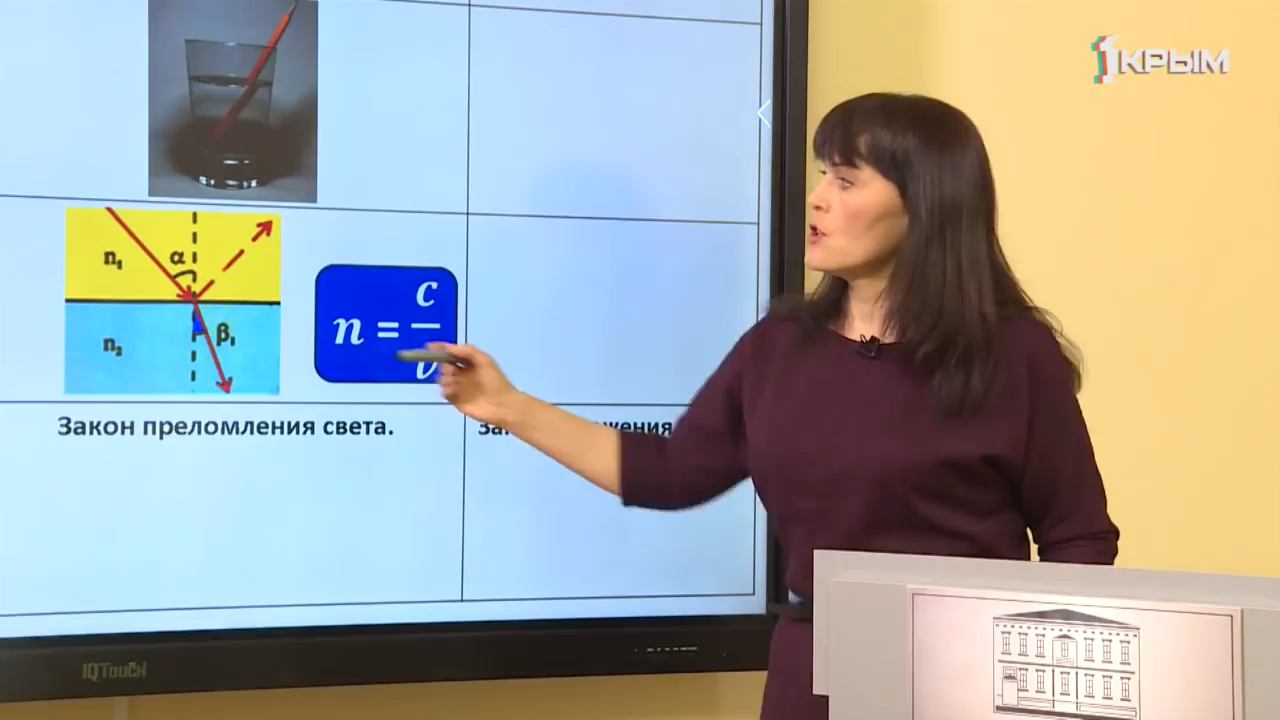 1КРЫМ
n₁
α
n₂
β₁
n = c
Закон преломления света.
IQTouch